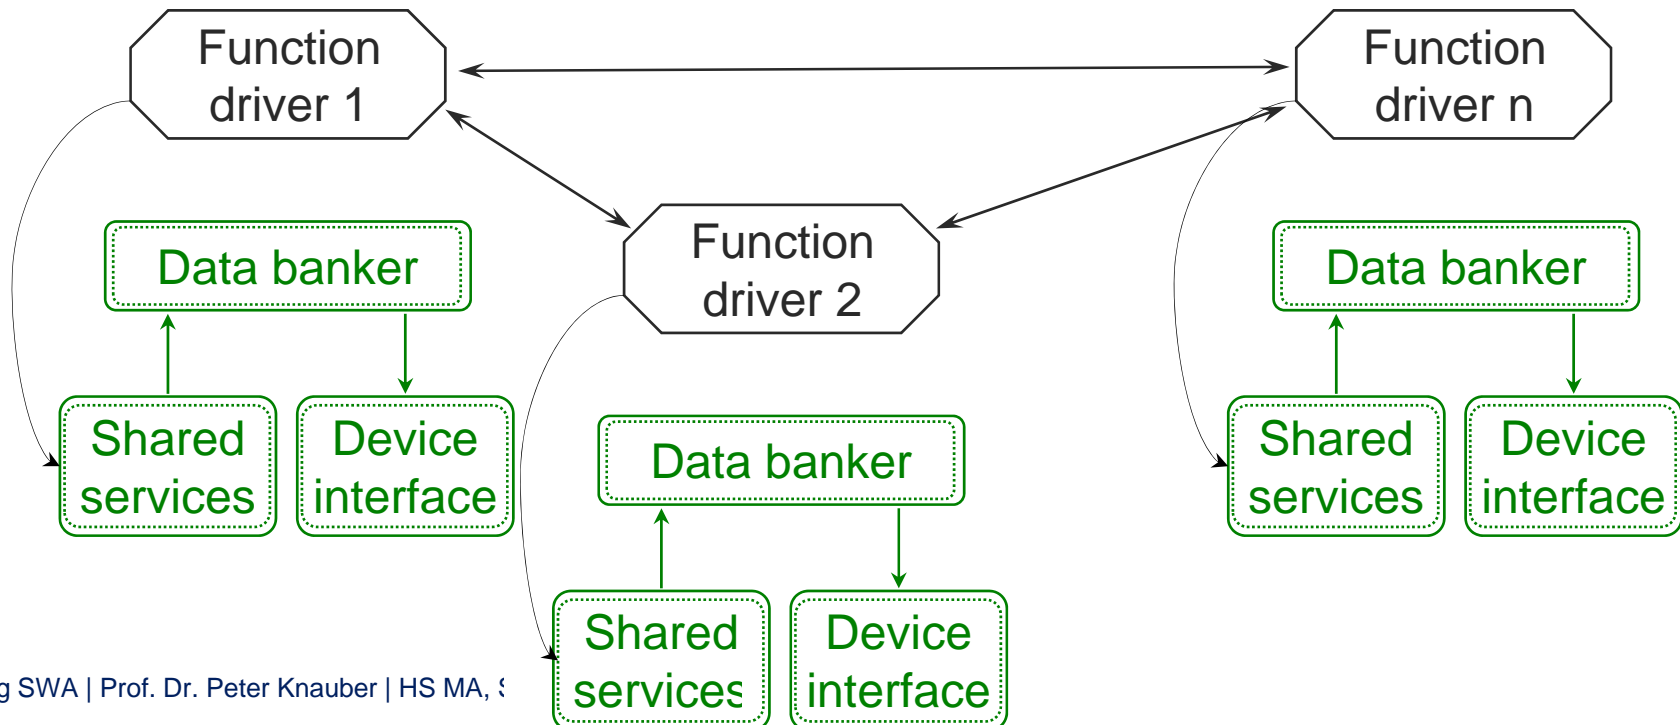 Function
driver 1
Function
driver n
Function
driver 2
Data banker
Data banker
Shared
services
Device
interface
Data banker
Shared
services
Device
interface
Shared
services
Device
interface
g SWA | Prof. Dr. Peter Knauber | HS MA,